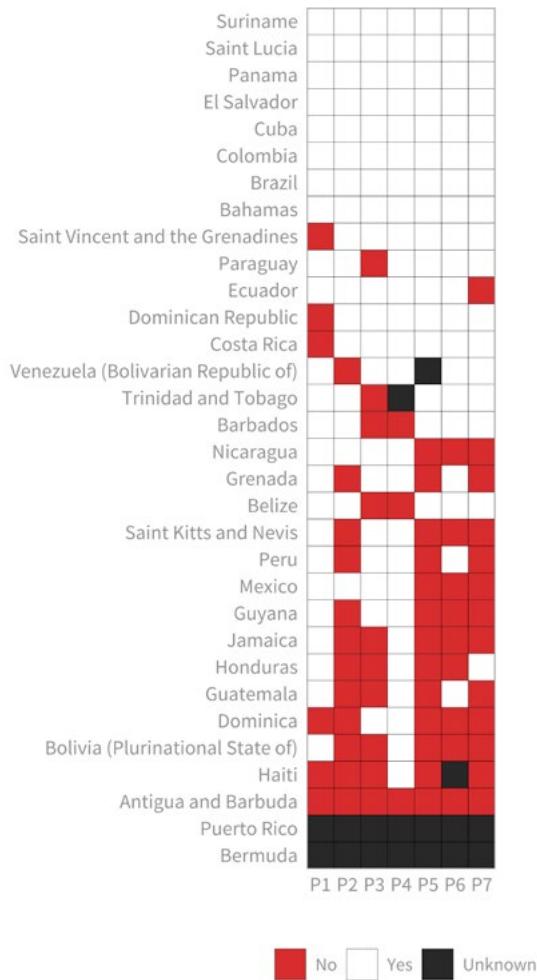 Suriname
Saint Lucia
Panama
El Salvador
Cuba
Colombia
Brazil
Bahamas
Saint Vincent and the Grenadines
Paraguay
Ecuador
Dominican Republic
Costa Rica
Venezuela (Bolivarian Republic of)
Trinidad and Tobago
Barbados
Nicaragua
Grenada
Belize
Saint Kitts and Nevis
Peru
Mexico
Guyana
Jamaica
Honduras
Guatemala
Dominica
Bolivia (Plurinational State of)
Haiti
Antigua and Barbuda
Puerto Rico
Bermuda
P1 P2 P3 P4 P5 P6 P7
No Yes Unknown